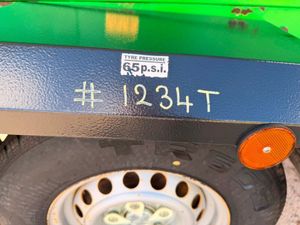 TYRE PRESSURE
65p.s.i.
# 1234T